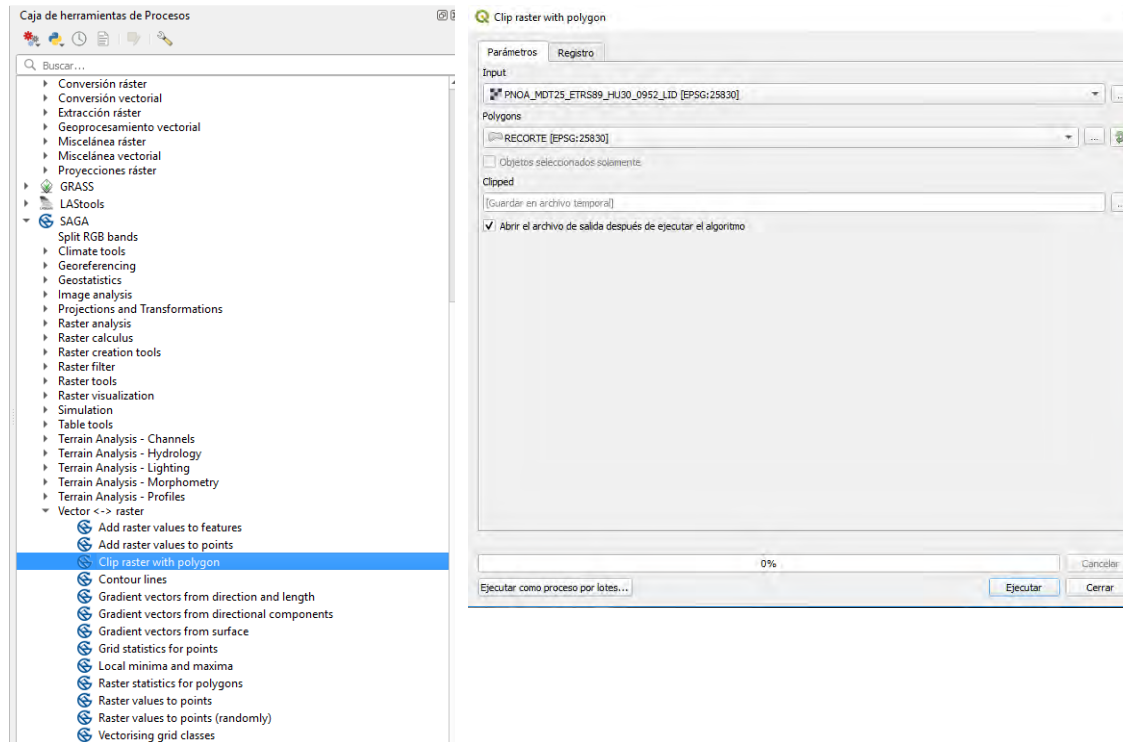 Caja de herramientas de Procesos
Buscar...
Conversión ráster
Conversión vectorial
Extracción ráster
Geoprocesamiento vectorial
Miscelánea ráster
Miscelánea vectorial
Proyecciones ráster
GRASS
LAStools
SAGA
Split RGB bands
Climate tools
Georeferencing
Geostatistics
Image analysis
Projections and Transformations
Raster analysis
Raster calculus
Raster creation tools
Raster filter
Raster tools
Raster visualization
Simulation
Table tools
Terrain Analysis - Channels
Terrain Analysis - Hydrology
Terrain Analysis - Lighting
Terrain Analysis - Morphometry
Terrain Analysis - Profiles
Vector <-> raster
Add raster values to features
Add raster values to points
Clip raster with polygon
Contour lines
Gradient vectors from direction and length
Gradient vectors from directional components
Gradient vectors from surface
Grid statistics for points
Local minima and maxima
Raster statistics for polygons
Raster values to points
Raster values to points (randomly)
Vectorising grid classes
Clip raster with polygon
Parámetros Registro
Input
PNOA_MDT25_ETRS89_HU30_0952_LID [EPSG:25830]
Polygons
RECORTE [EPSG:25830]
...
Objetos seleccionados solamente
Clipped
[Guardar en archivo temporal]
Abrir el archivo de salida después de ejecutar el algoritmo
0%
Cancelar
Ejecutar como proceso por lotes...
Ejecutar
Cerrar